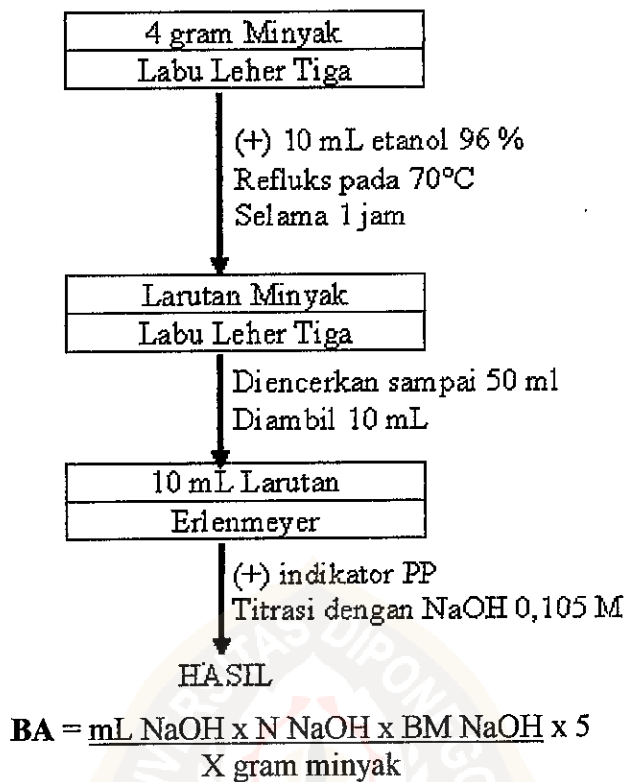 4 gram Minyak
Labu Leher Tiga
(+) 10 mL etanol 96 %
Refluks pada 70°C
Selama 1 jam
Larutan Minyak
Labu Leher Tiga
Diencerkan sampai 50 ml
Diambil 10 mL
10 mL Larutan
Erlenmeyer
(+) indikator PP
Titrasi dengan NaOH 0,105 M
HASIL
BA = mL NaOH x N NaOH x BM NaOH x 5
X gram minyak